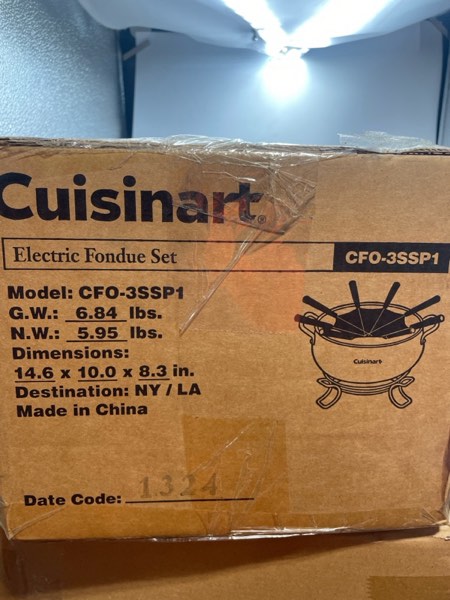 Cuisinart®
Electric Fondue Set
CFO-3SSP1
Model: CFO-3SSP1
G.W.: 6.84 lbs.
N.W.: 5.95 lbs.
Dimensions:
14.6 x 10.0 x 8.3 in.
Destination: NY / LA
Made in China
Cuisinart
Date Code: 1324